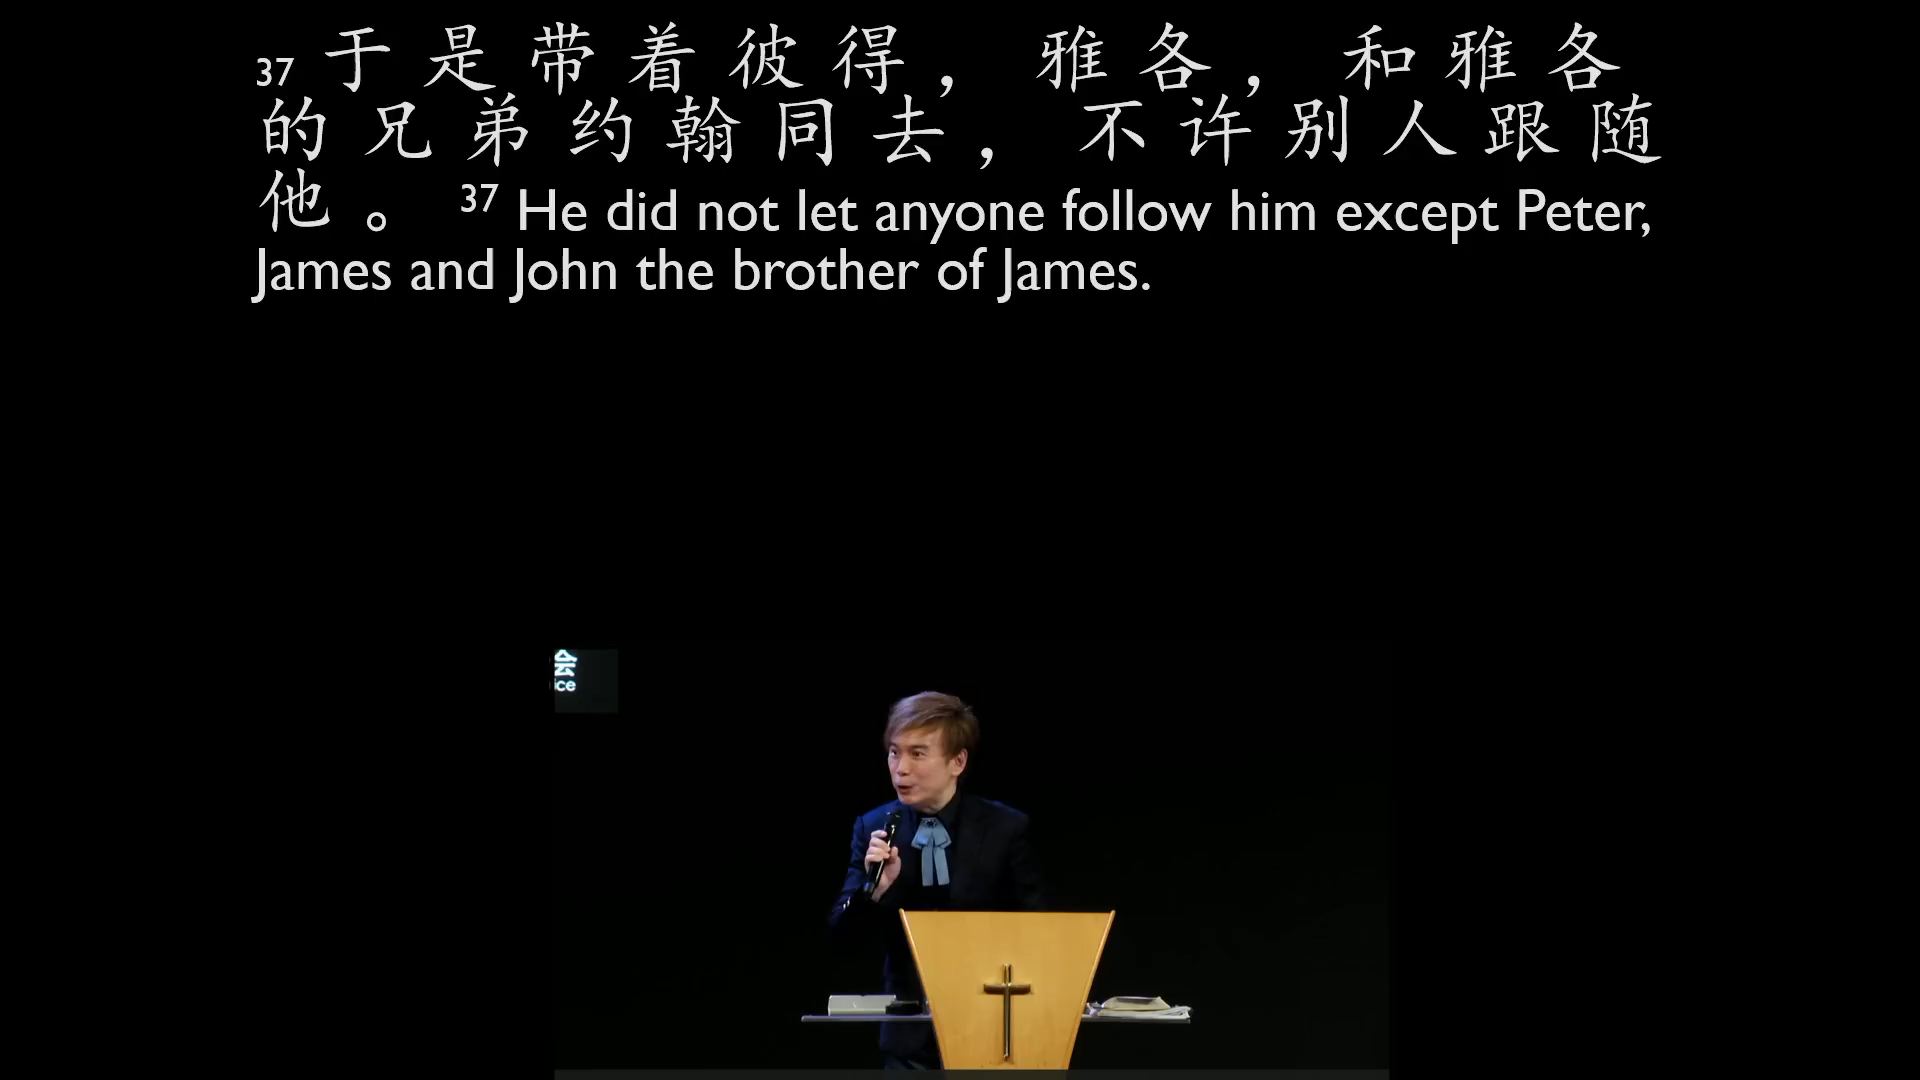 37 于是带着彼得， 雅各， 和雅各
的兄弟约翰同去， 不许别人跟随
他。 37 He did not let anyone follow him except Peter,
James and John the brother of James.
会
ice